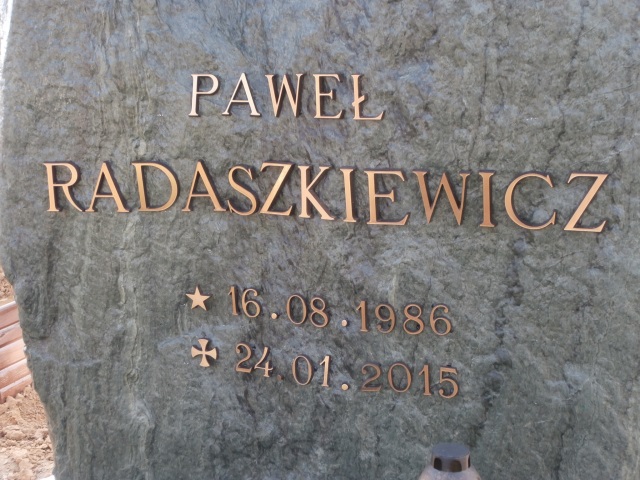 PAWEŁ
RADASZKIEWICZ
★ 16.08.1986
✠ 24.01.2015